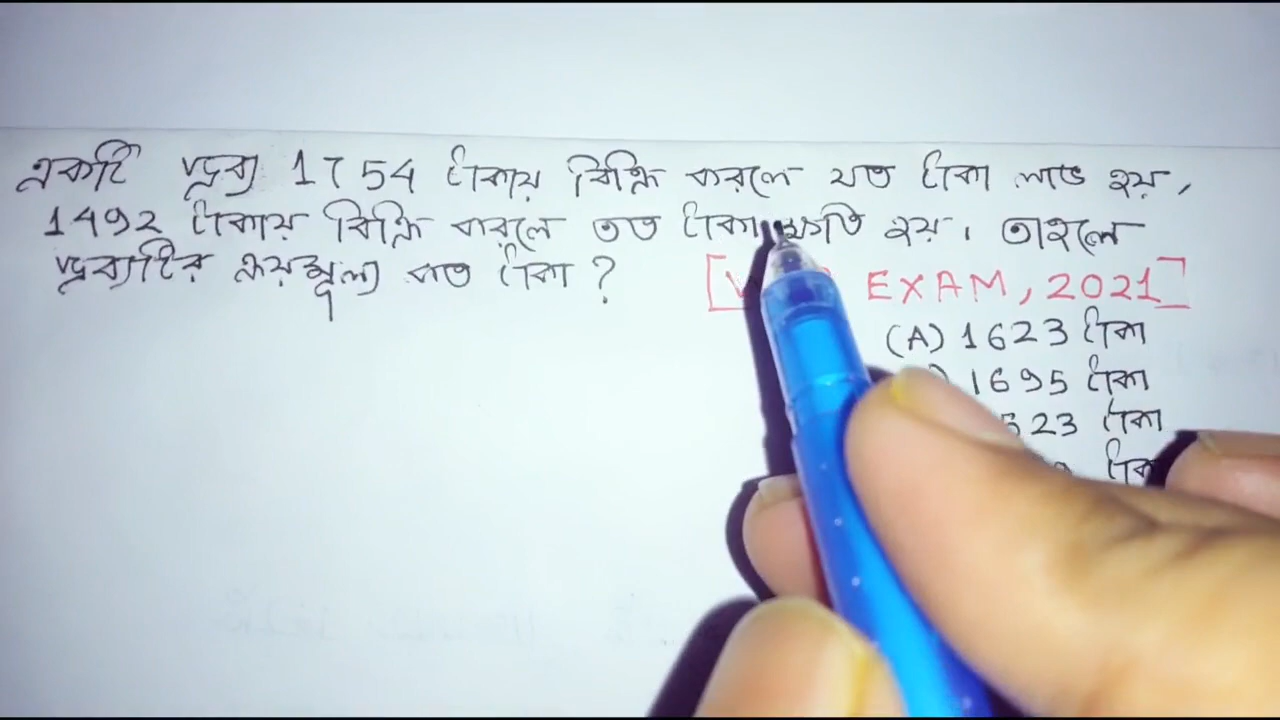 একটি দ্রব্য 1754 টাকায় বিক্রি করলে যত টাকা লাভ হয়,
1492 টাকায় বিক্রি করলে তত টাকা ক্ষতি হয়। তাহলে
দ্রব্যটির ক্রয়মূল্য কত টাকা ?
[ EXAM, 2021]
(A) 1623 টাকা
1695 টাকা
523 টাকা
টাকা